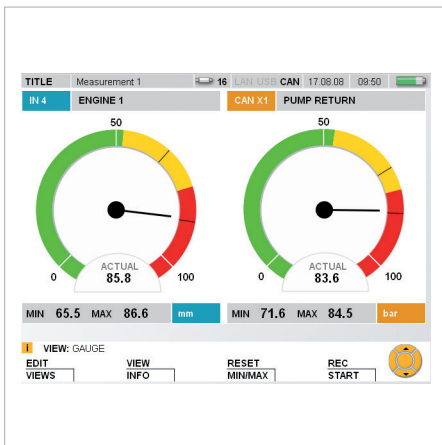 TITLE Measurement 1 16 LAN USB CAN 17.08.08 09:50
IN 4 ENGINE 1
50
0 100
ACTUAL
85.8
MIN 65.5 MAX 86.6 mm
CAN X1 PUMP RETURN
50
0 100
ACTUAL
83.6
MIN 71.6 MAX 84.5 bar
i VIEW: GAUGE
EDIT VIEW RESET REC
VIEWS INFO MIN/MAX START